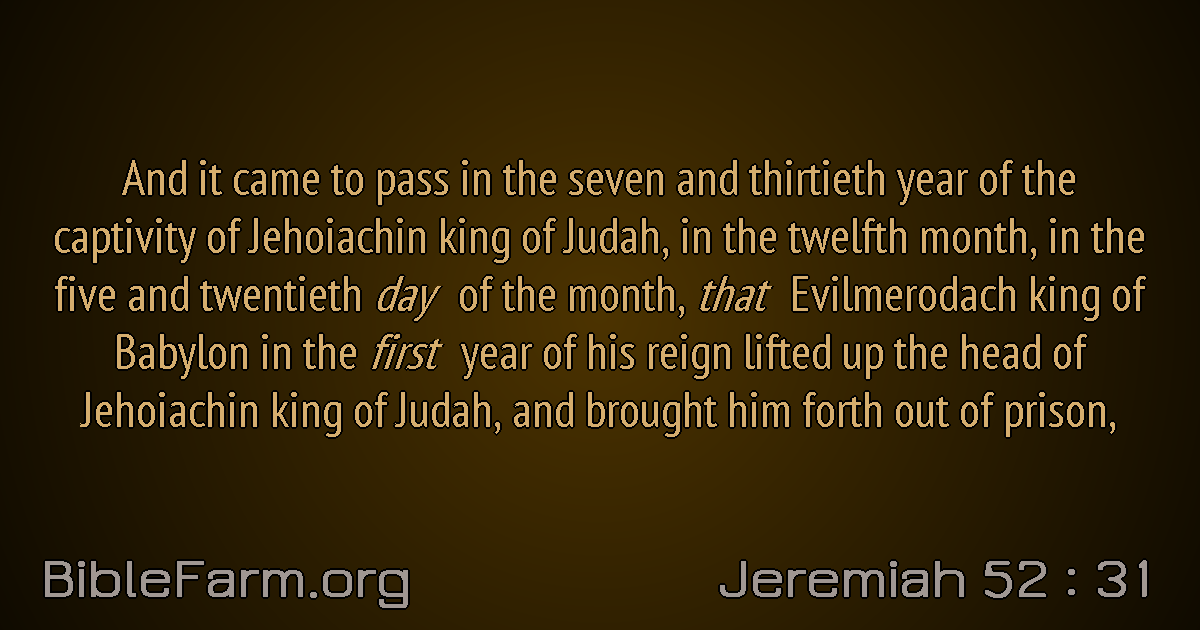 And it came to pass in the seven and thirtieth year of the
captivity of Jehoiachin king of Judah, in the twelfth month, in the
five and twentieth day of the month, that Evilmerodach king of
Babylon in the first year of his reign lifted up the head of
Jehoiachin king of Judah, and brought him forth out of prison,
BibleFarm.org
Jeremiah 52 : 31